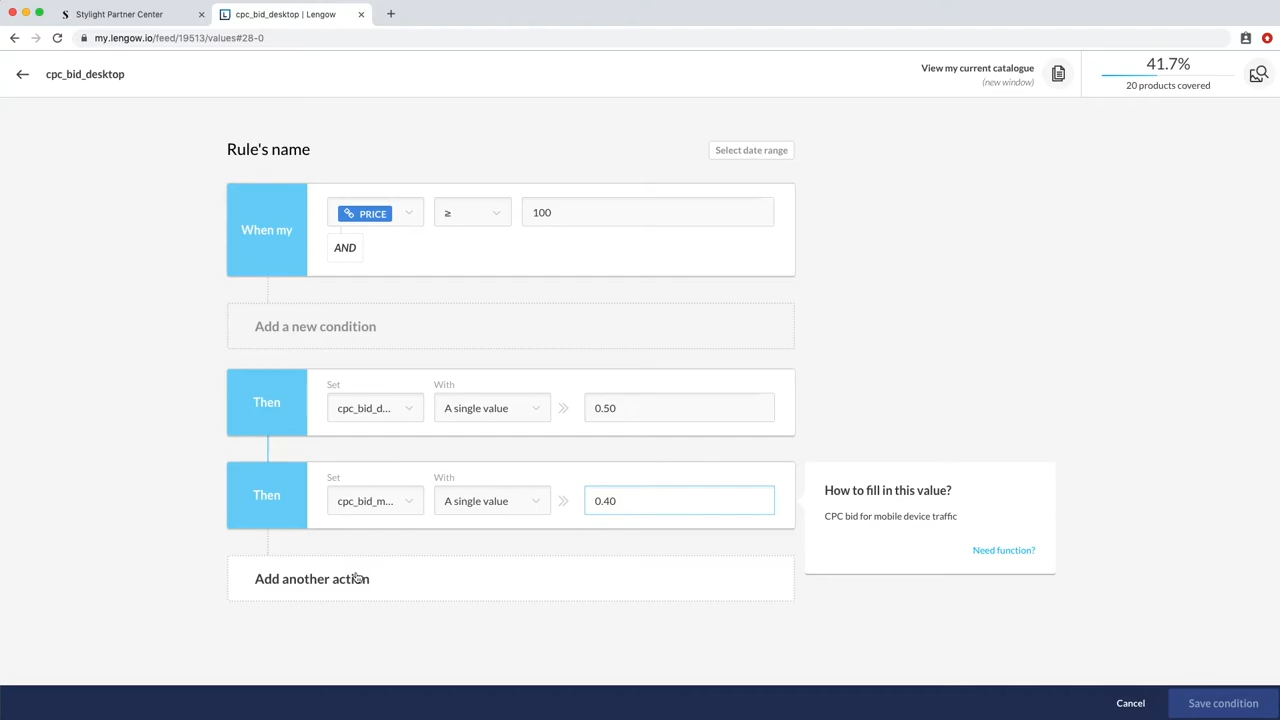 S Stylight Partner Center
L cpc_bid_desktop | Lengow
my.lengow.io/feed/19513/values#28-0
cpc_bid_desktop
View my current catalogue
(new window)
41.7%
20 products covered
Rule's name
Select date range
When my
PRICE
≥
100
AND
Add a new condition
Then
Set
With
cpc_bid_d...
A single value
0.50
Then
Set
With
cpc_bid_m...
A single value
0.40
How to fill in this value?
CPC bid for mobile device traffic
Need function?
Add another action
Cancel
Save condition